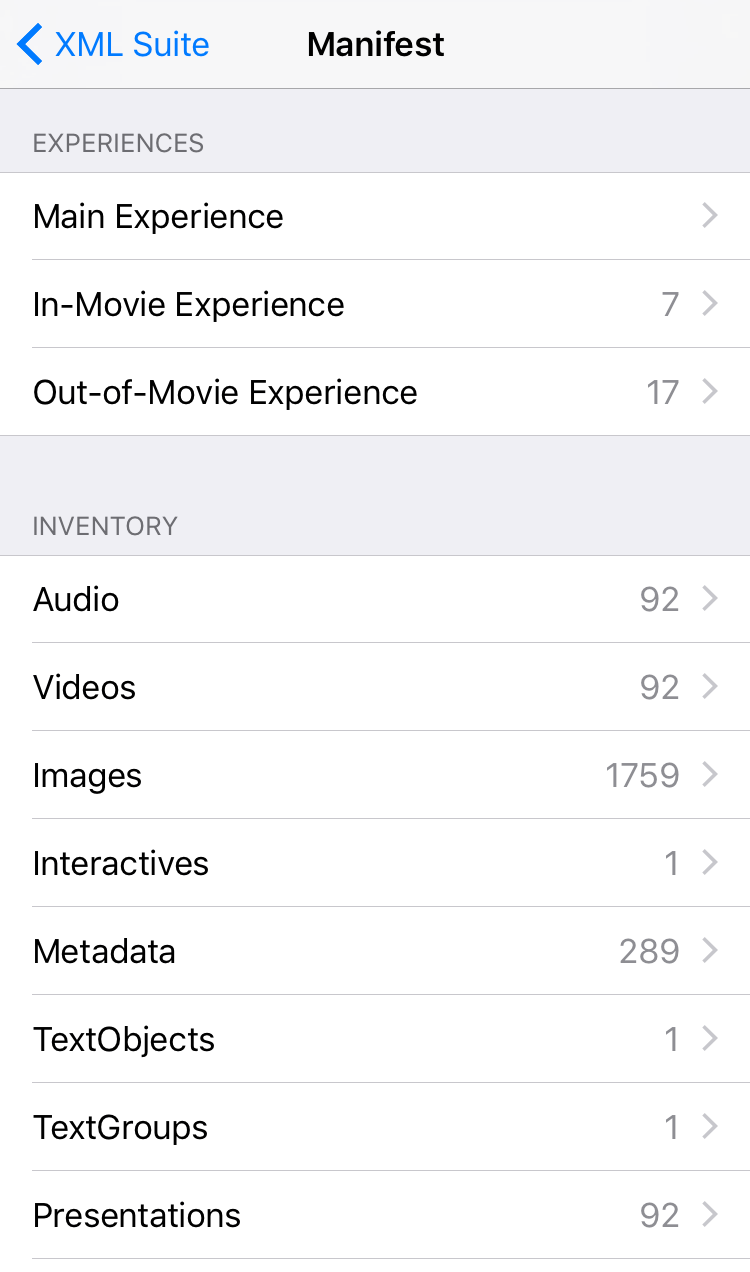 XML Suite Manifest
EXPERIENCES
Main Experience
In-Movie Experience 7
Out-of-Movie Experience 17
INVENTORY
Audio 92
Videos 92
Images 1759
Interactives 1
Metadata 289
TextObjects 1
TextGroups 1
Presentations 92